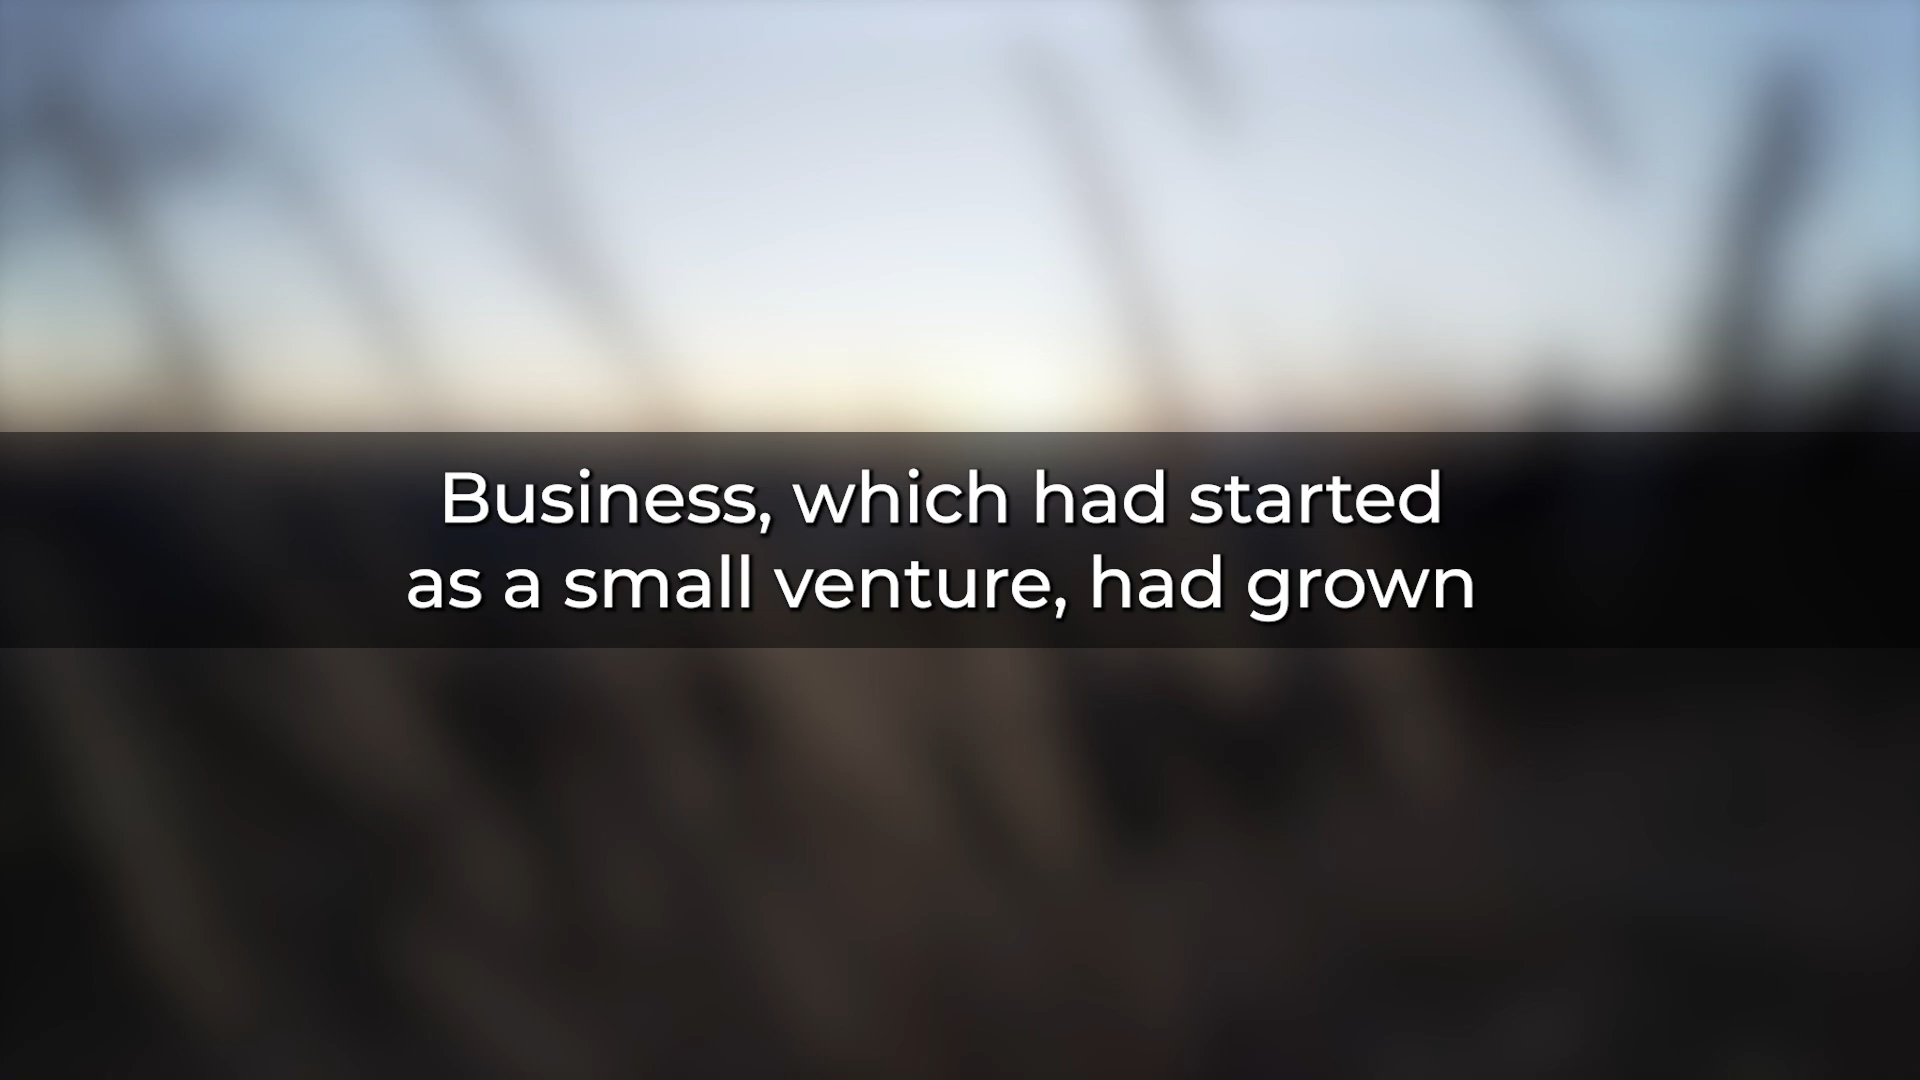 Business, which had started
as a small venture, had grown